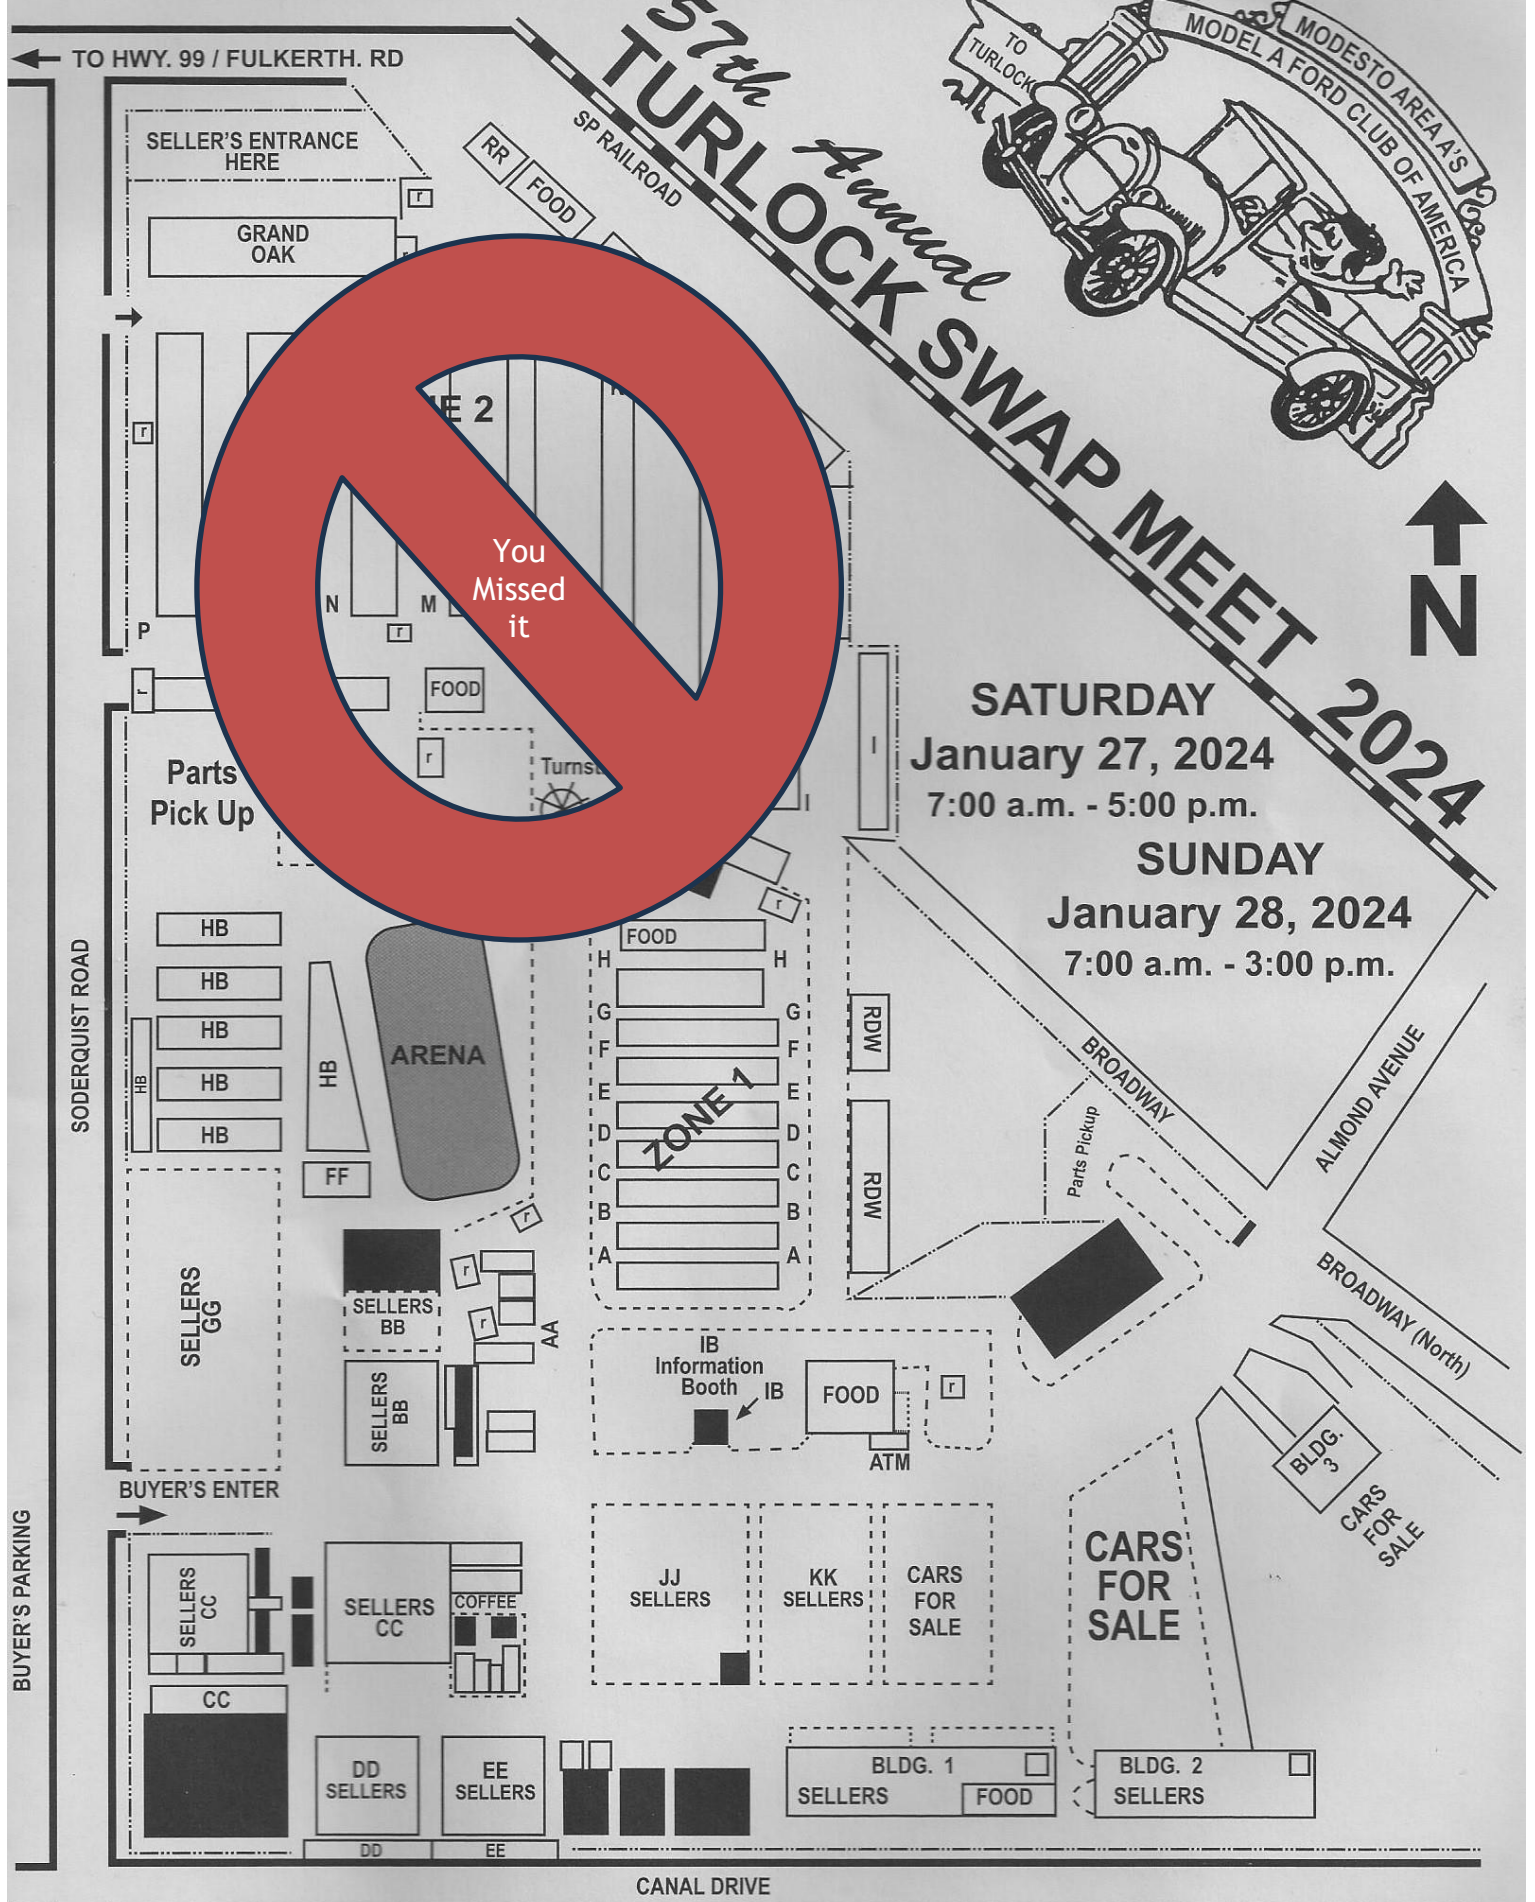 TO HWY. 99 / FULKERTH. RD
57th
Annual
TURLOCK SWAP MEET 2024
TO
TURLOCK
MODESTO AREA A'S
MODEL A FORD CLUB OF AMERICA
SP RAILROAD
SELLER'S ENTRANCE
HERE
r
RR
FOOD
GRAND
OAK
r
E 2
You
Missed
it
r
N
M
P
r
r
FOOD
r
Parts
Pick Up
I
I
N
SATURDAY
January 27, 2024
7:00 a.m. - 5:00 p.m.
SUNDAY
January 28, 2024
7:00 a.m. - 3:00 p.m.
r
FOOD
H
H
G
G
F
F
E
E
D
D
C
C
B
B
A
A
ZONE 1
RDW
RDW
SODERQUIST ROAD
HB
HB
HB
HB
HB
HB
HB
ARENA
FF
BROADWAY
ALMOND AVENUE
Parts Pickup
BROADWAY (North)
SELLERS
GG
r
r
r
AA
SELLERS
BB
SELLERS
BB
IB
Information
Booth
IB
FOOD
r
ATM
BLDG.
3
CARS
FOR
SALE
BUYER'S ENTER
BUYER'S PARKING
SELLERS
CC
SELLERS
CC
COFFEE
JJ
SELLERS
KK
SELLERS
CARS
FOR
SALE
CARS
FOR
SALE
CC
DD
SELLERS
EE
SELLERS
BLDG. 1
SELLERS
FOOD
BLDG. 2
SELLERS
DD
EE
CANAL DRIVE